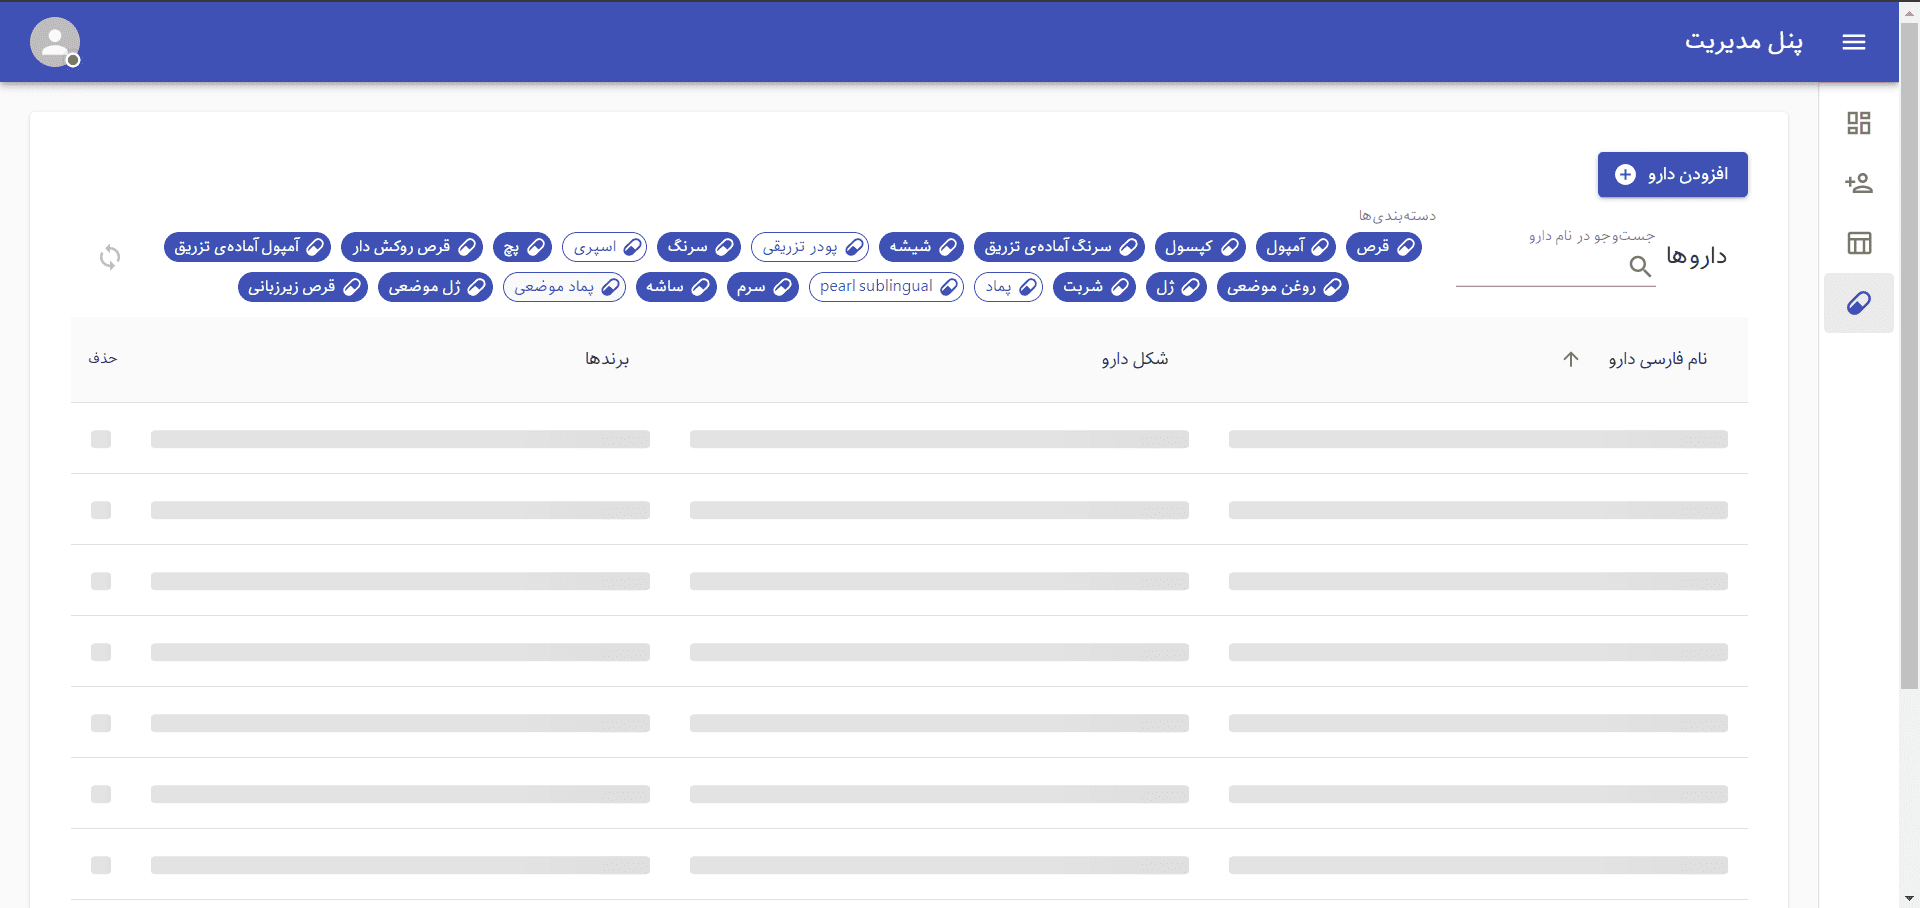 پنل مدیریت
افزودن دارو
داروها
جست‌وجو در نام دارو
دسته‌بندی‌ها
قرص آمپول کپسول سرنگ آماده‌ی تزریق شیشه پودر تزریقی سرنگ اسپری پچ قرص روکش دار آمپول آماده‌ی تزریق
روغن موضعی ژل شربت پماد pearl sublingual سرم ساشه پماد موضعی ژل موضعی قرص زیرزبانی
نام فارسی دارو شکل دارو برندها حذف